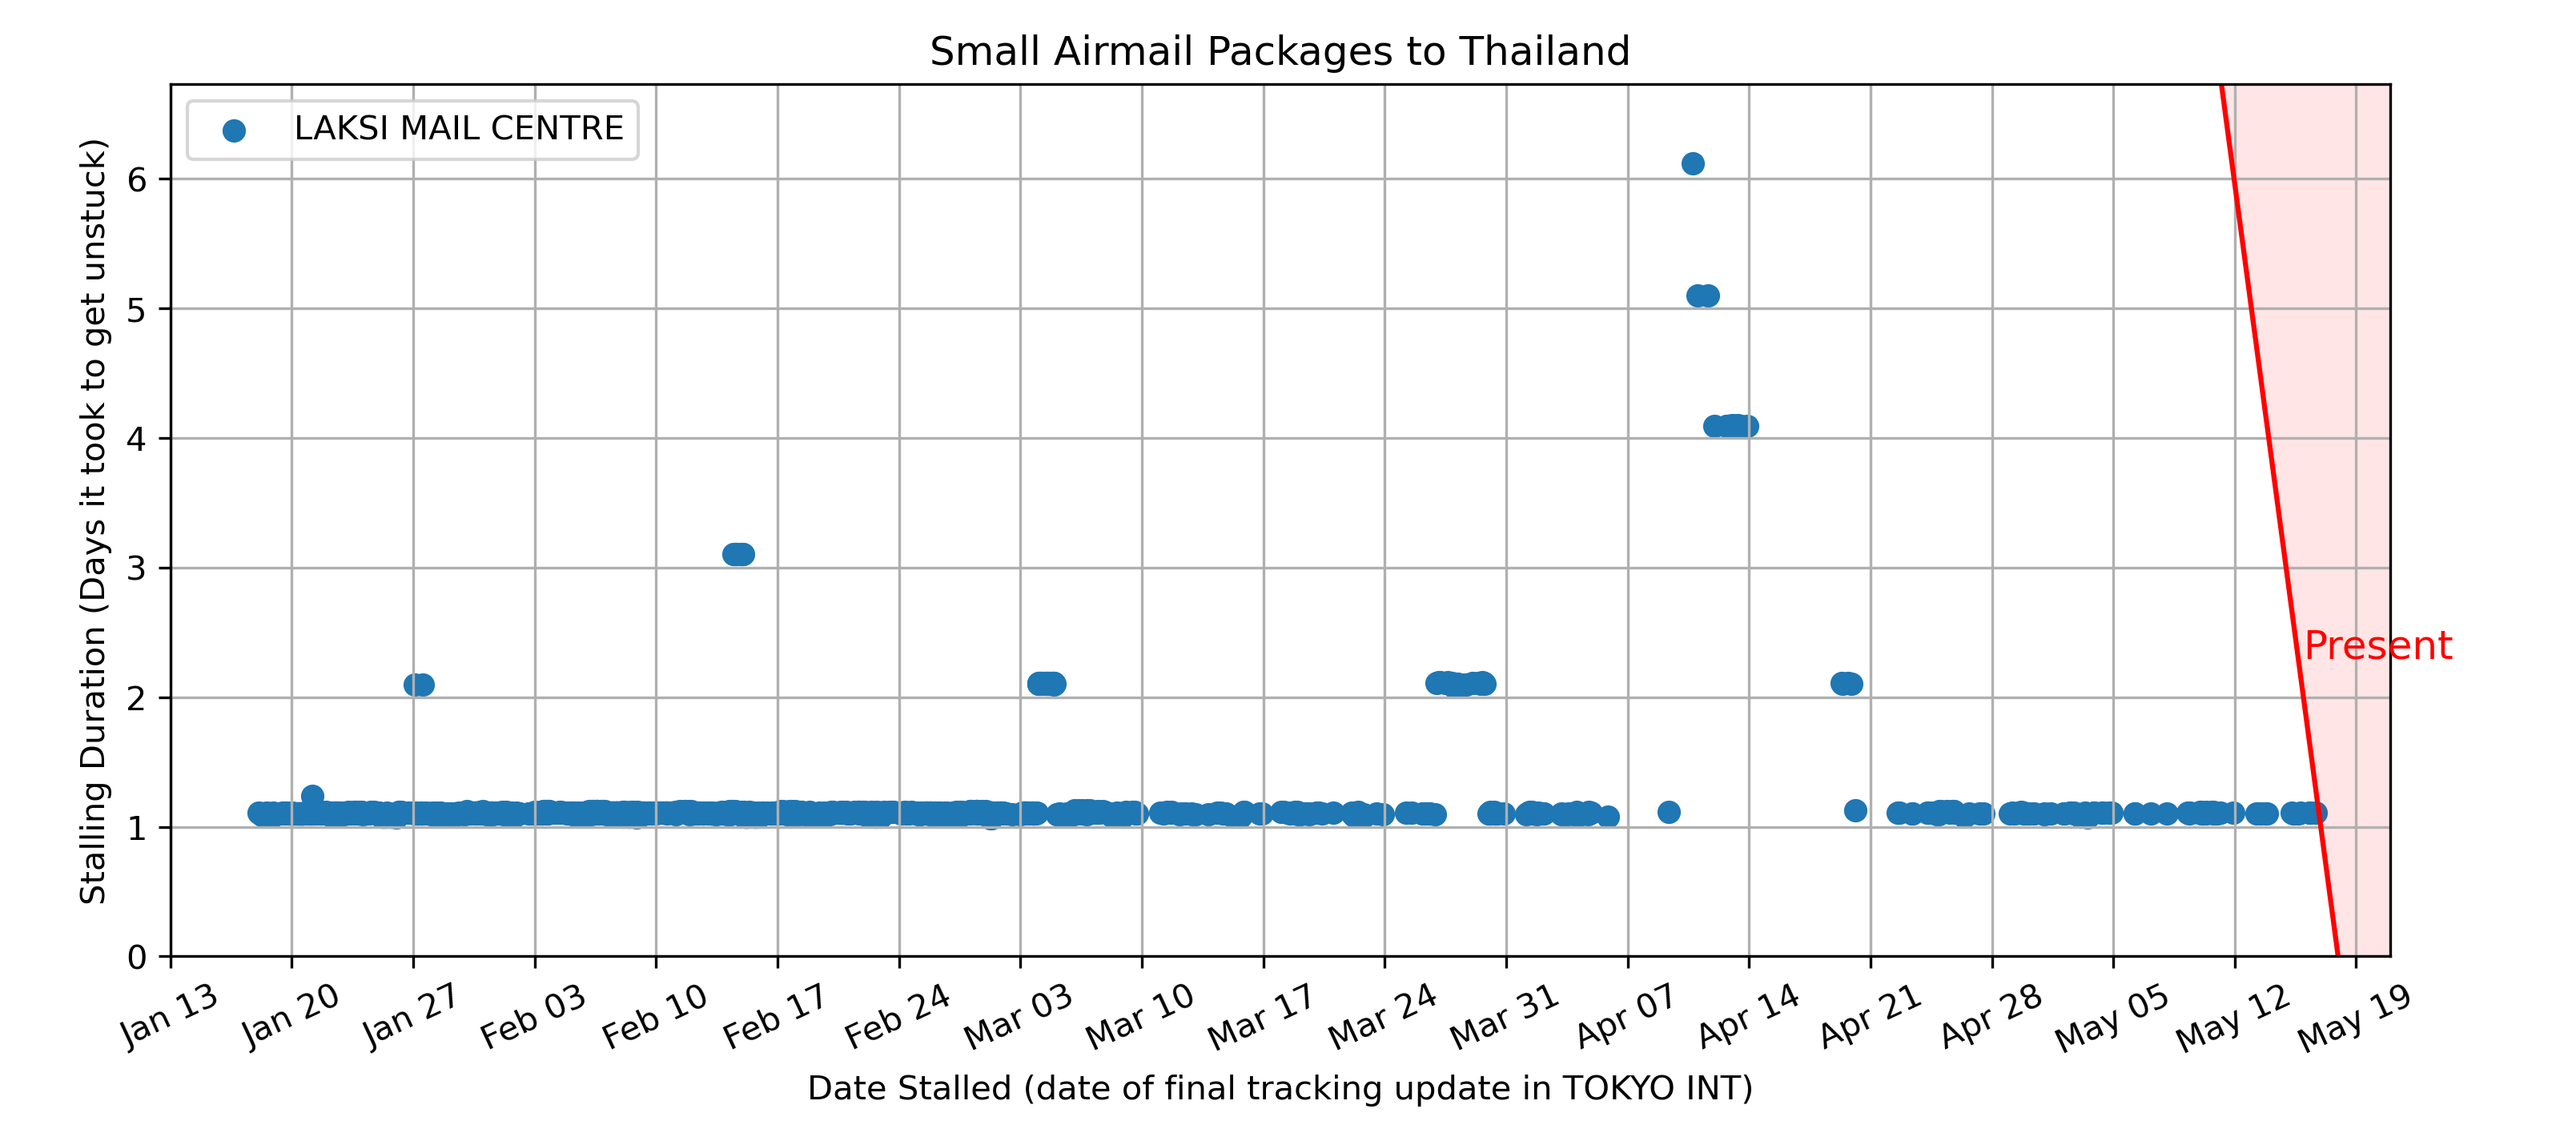 Small Airmail Packages to Thailand
LAKSI MAIL CENTRE
Stalling Duration (Days it took to get unstuck)
6
5
4
3
2
1
0
Present
Jan 13
Jan 20
Jan 27
Feb 03
Feb 10
Feb 17
Feb 24
Mar 03
Mar 10
Mar 17
Mar 24
Mar 31
Apr 07
Apr 14
Apr 21
Apr 28
May 05
May 12
May 19
Date Stalled (date of final tracking update in TOKYO INT)